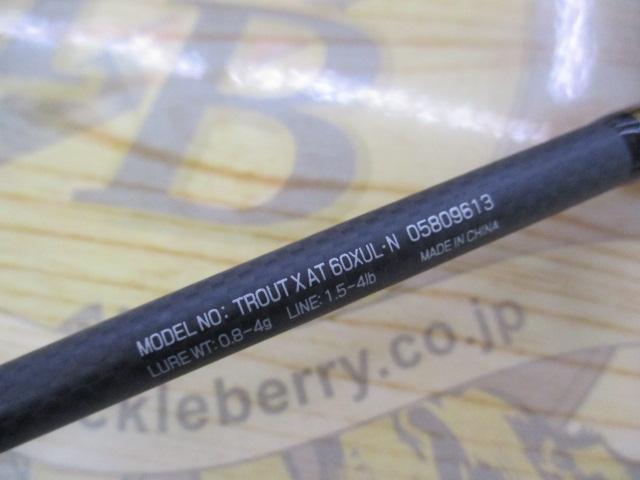 MODEL NO: TROUT X AT 60XUL·N 05809613
LURE WT: 0.8-4g LINE: 1.5-4lb MADE IN CHINA
ckleberry.co.jp
B